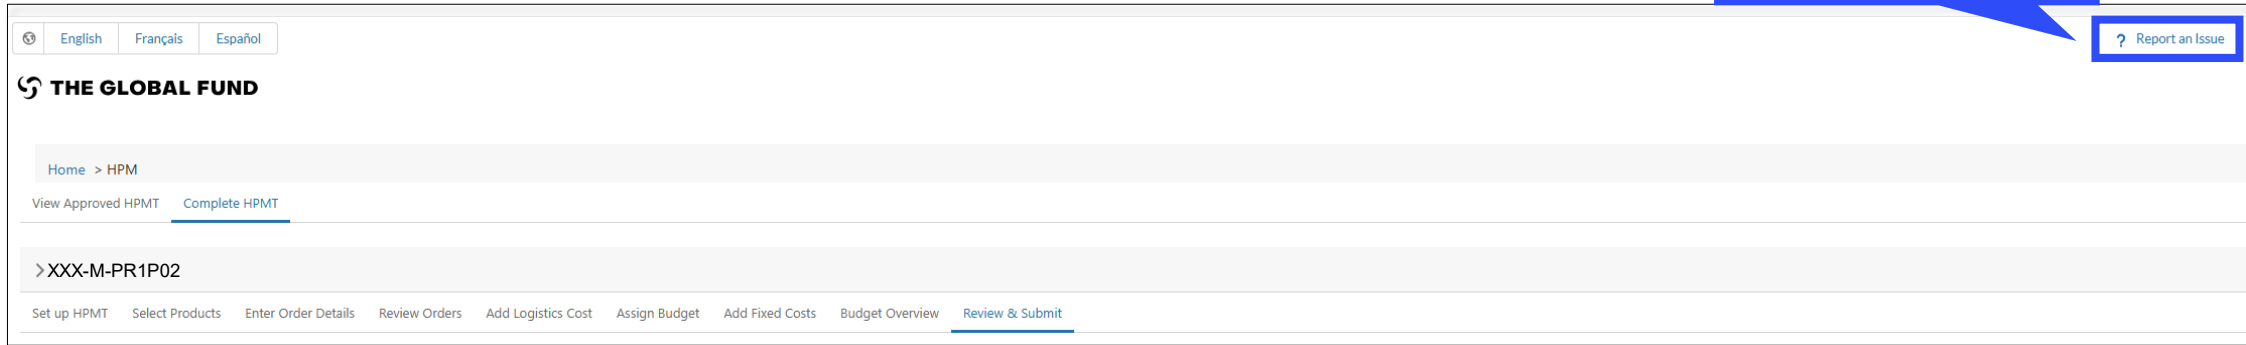 English Français Español
? Report an Issue
THE GLOBAL FUND
Home > HPM
View Approved HPMT Complete HPMT
>XXX-M-PR1P02
Set up HPMT Select Products Enter Order Details Review Orders Add Logistics Cost Assign Budget Add Fixed Costs Budget Overview Review & Submit